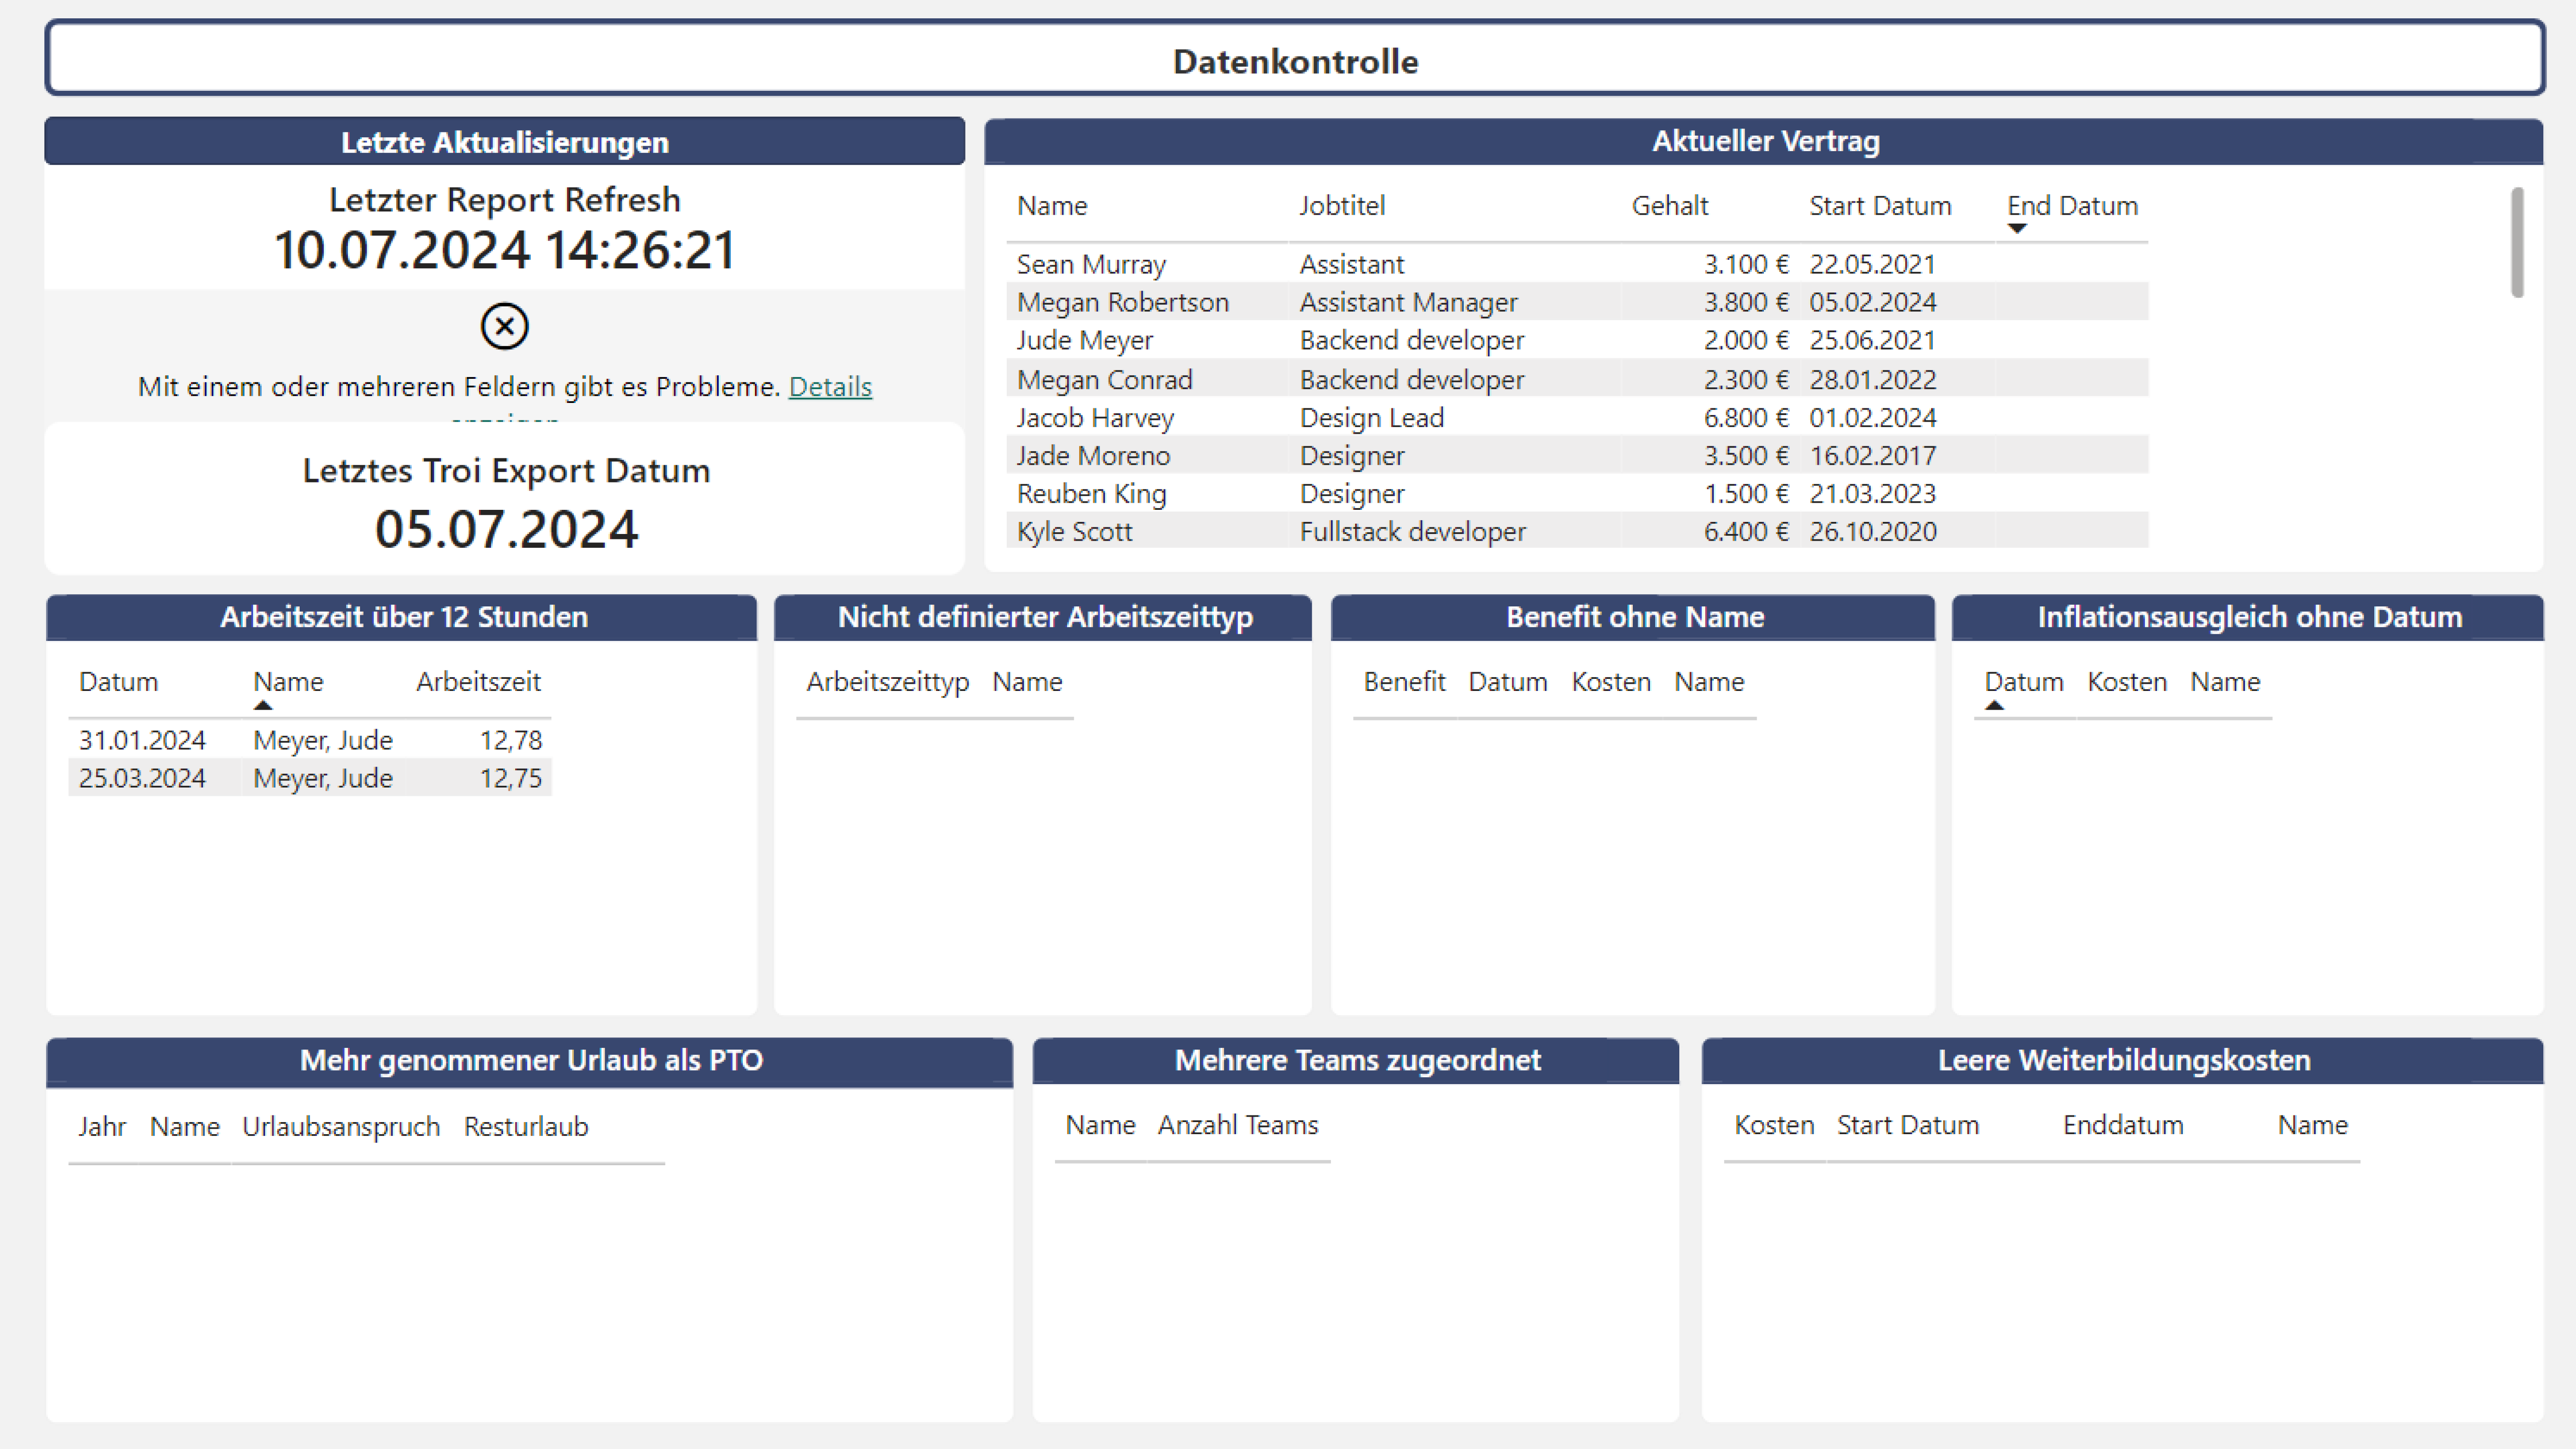 Datenkontrolle
Letzte Aktualisierungen
Letzter Report Refresh
10.07.2024 14:26:21
Mit einem oder mehreren Feldern gibt es Probleme. Details
Letztes Troi Export Datum
05.07.2024
Aktueller Vertrag
Name Jobtitel Gehalt Start Datum End Datum
Sean Murray Assistant 3.100 € 22.05.2021
Megan Robertson Assistant Manager 3.800 € 05.02.2024
Jude Meyer Backend developer 2.000 € 25.06.2021
Megan Conrad Backend developer 2.300 € 28.01.2022
Jacob Harvey Design Lead 6.800 € 01.02.2024
Jade Moreno Designer 3.500 € 16.02.2017
Reuben King Designer 1.500 € 21.03.2023
Kyle Scott Fullstack developer 6.400 € 26.10.2020
Arbeitszeit über 12 Stunden
Datum Name Arbeitszeit
31.01.2024 Meyer, Jude 12,78
25.03.2024 Meyer, Jude 12,75
Nicht definierter Arbeitszeittyp
Arbeitszeittyp Name
Benefit ohne Name
Benefit Datum Kosten Name
Inflationsausgleich ohne Datum
Datum Kosten Name
Mehr genommener Urlaub als PTO
Jahr Name Urlaubsanspruch Resturlaub
Mehrere Teams zugeordnet
Name Anzahl Teams
Leere Weiterbildungskosten
Kosten Start Datum Enddatum Name